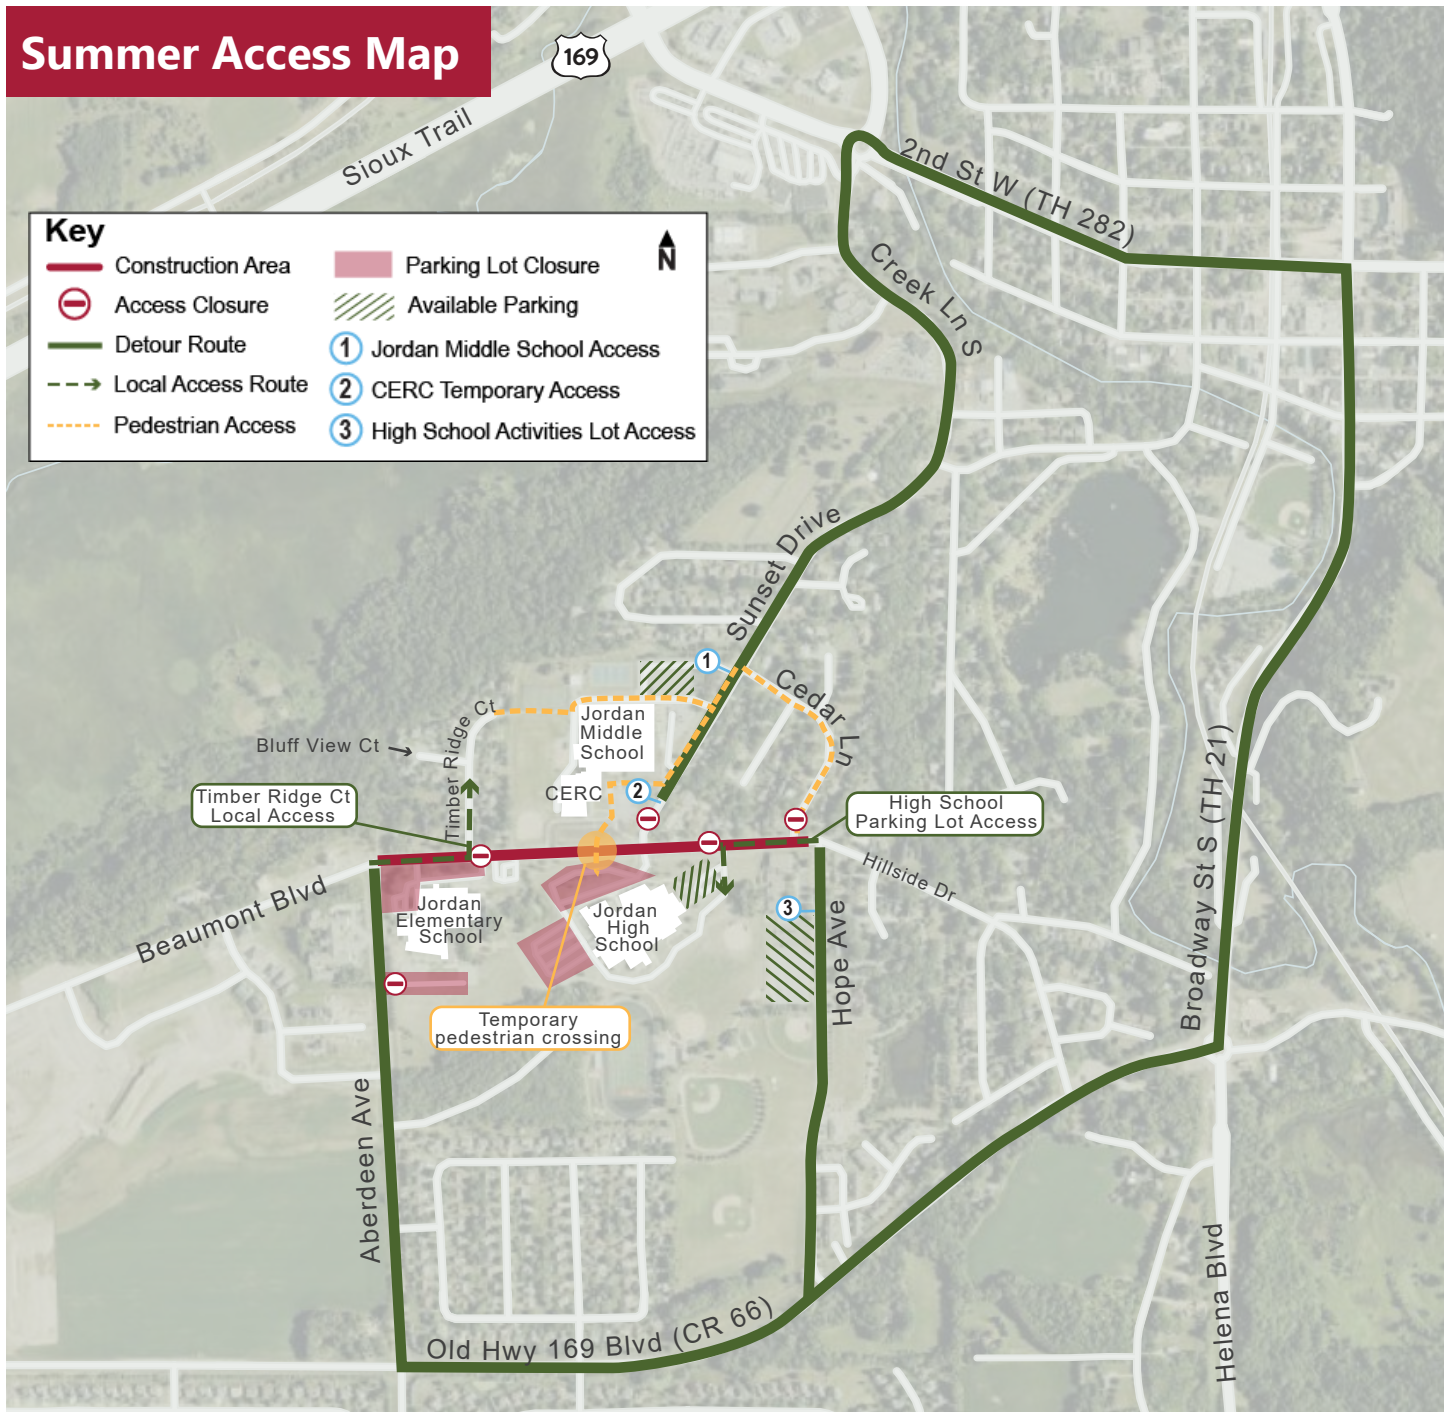 Summer Access Map
169
Sioux Trail
2nd St W (TH 282)
Key
N
Construction Area
Access Closure
Detour Route
Local Access Route
Pedestrian Access
Parking Lot Closure
Available Parking
1 Jordan Middle School Access
2 CERC Temporary Access
3 High School Activities Lot Access
Creek Ln S
Sunset Drive
1
Cedar Ln
Timber Ridge Ct
Bluff View Ct
Jordan
Middle
School
CERC
2
Timber Ridge Ct
Local Access
High School
Parking Lot Access
Hillside Dr
Beaumont Blvd
Jordan
Elementary
School
Jordan
High
School
3
Hope Ave
Broadway St S (TH 21)
Temporary
pedestrian crossing
Aberdeen Ave
Old Hwy 169 Blvd (CR 66)
Helena Blvd